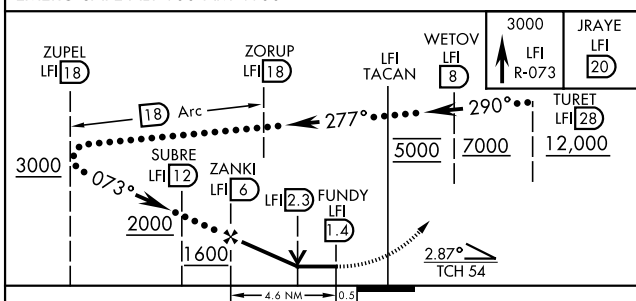 3000
LFI
R-073
JRAYE
LFI
20
ZUPEL
LFI 18
ZORUP
LFI 18
LFI
TACAN
WETOV
LFI
8
TURET
LFI 28
18 Arc
277°
290°
5000
7000
12,000
3000
073°
SUBRE
LFI 12
2000
ZANKI
LFI 6
1600
LFI 2.3
FUNDY
LFI
1.4
2.87°
TCH 54
4.6 NM
0.5